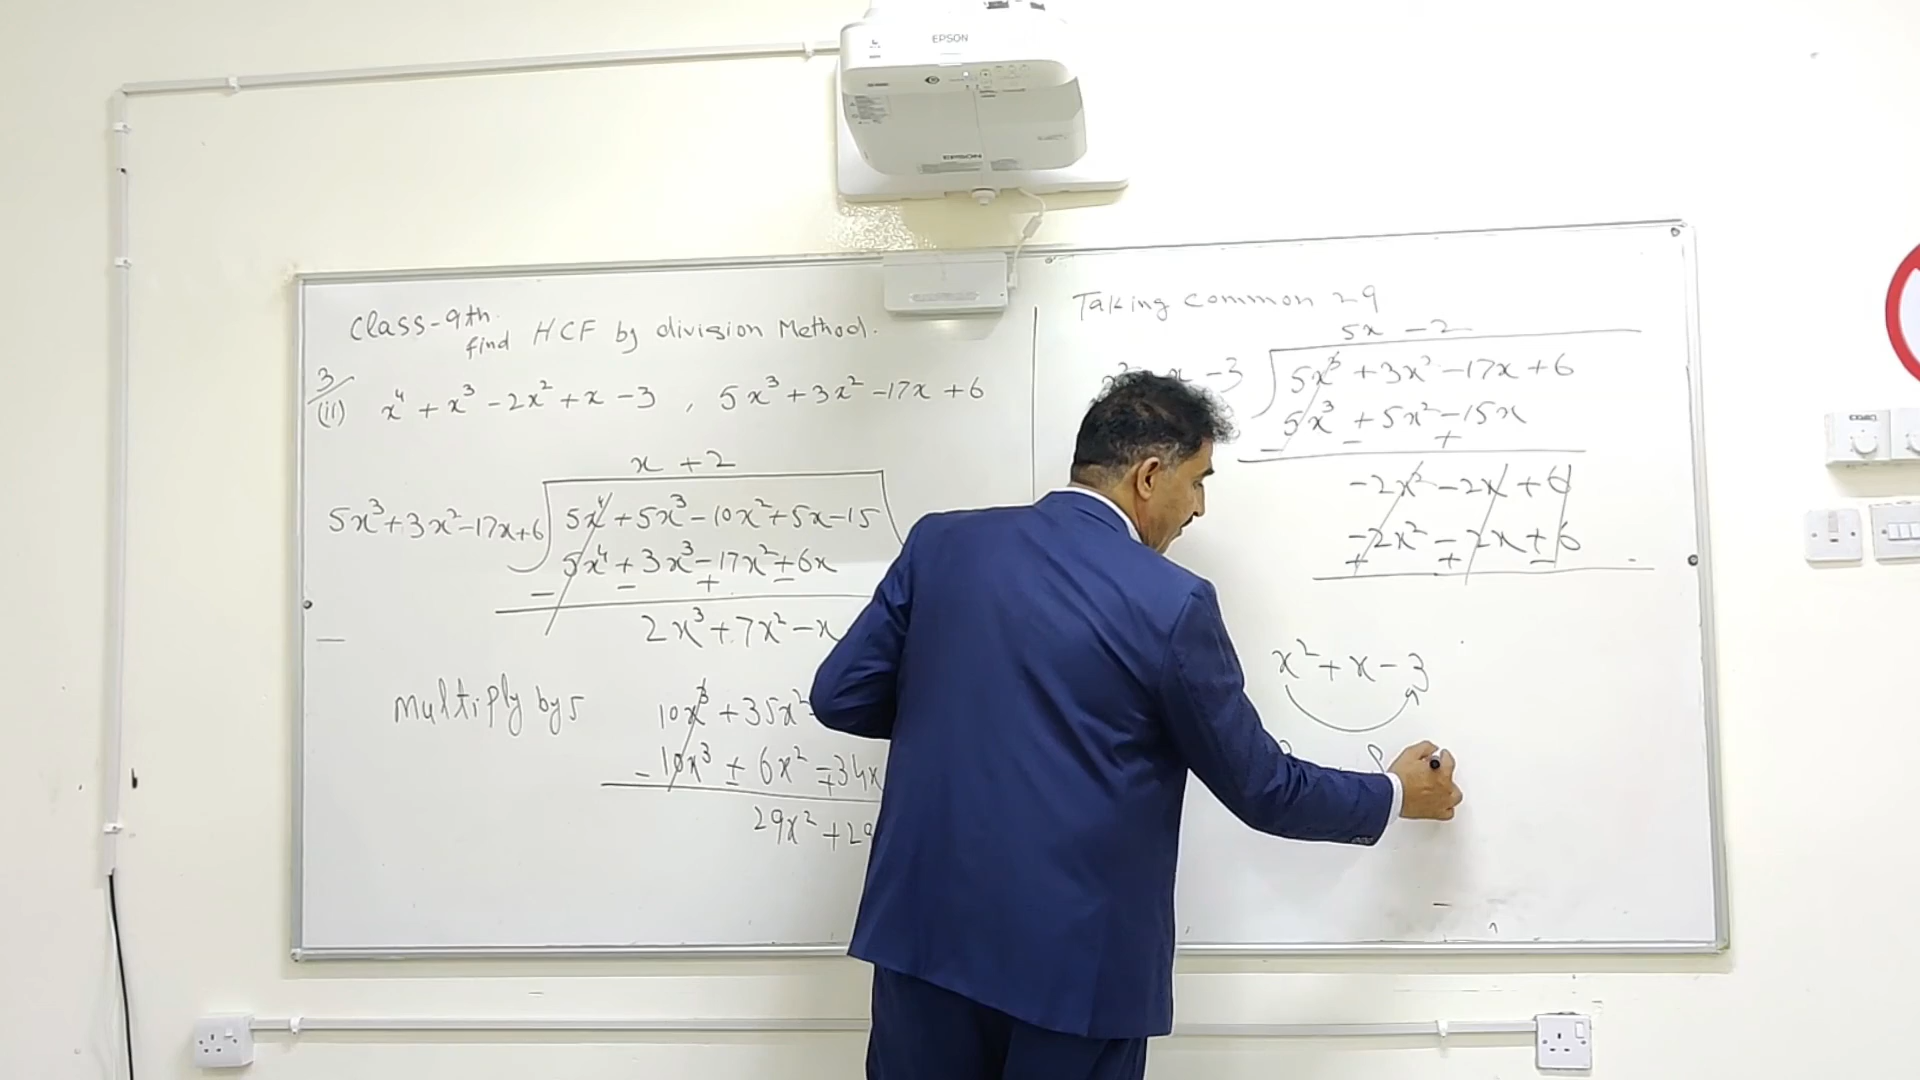 EPSON
Class-9th.
find HCF by division Method.
3
(ii) x⁴ + x³ - 2x² + x - 3 , 5x³ + 3x² - 17x + 6
x + 2
5x³ + 3x² - 17x + 6 5x⁴ + 5x³ - 10x² + 5x - 15
5x⁴ + 3x³ - 17x² + 6x
- - + -
2x³ + 7x² - x
Multiply by 5 10x³ + 35x²
- 10x³ ± 6x² ∓ 34x
29x² + 29
Taking common 29
5x - 2
- 3 5x³ + 3x² - 17x + 6
5x³ + 5x² - 15x
- - +
- 2x² - 2x + 6
- 2x² - 2x + 6
+ + -
x² + x - 3